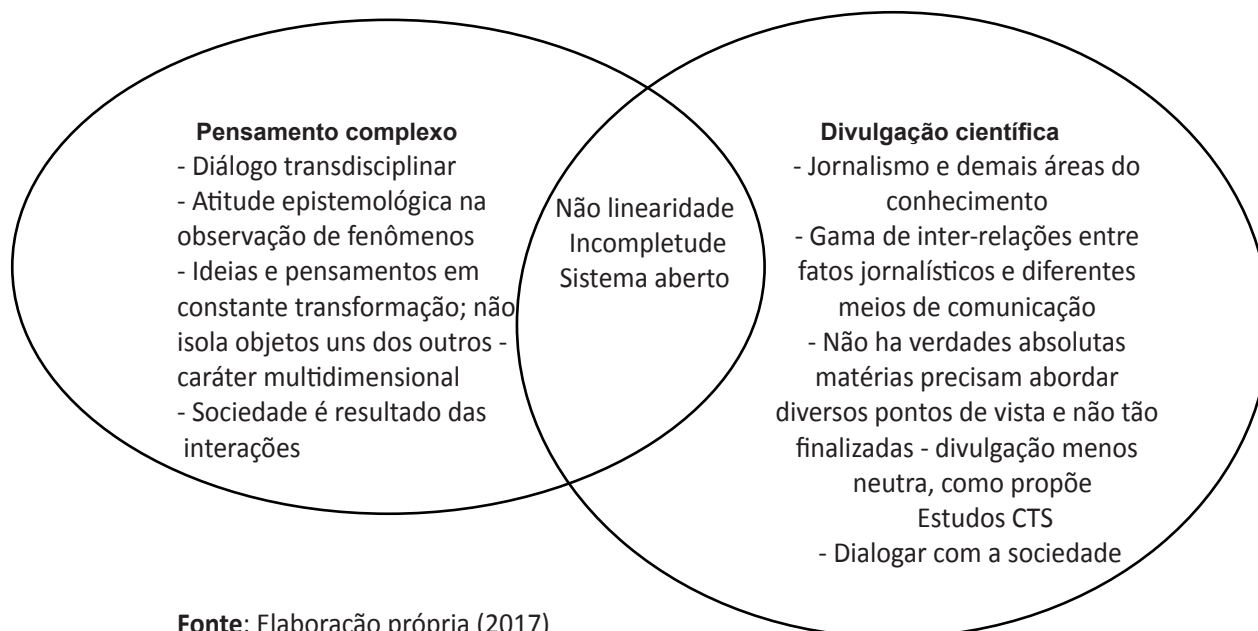 Pensamento complexo
- Diálogo transdisciplinar
- Atitude epistemológica na
observação de fenômenos
- Ideias e pensamentos em
constante transformação; não
isola objetos uns dos outros -
caráter multidimensional
- Sociedade é resultado das
interações
Não linearidade
Incompletude
Sistema aberto
Divulgação científica
- Jornalismo e demais áreas do
conhecimento
- Gama de inter-relações entre
fatos jornalísticos e diferentes
meios de comunicação
- Não ha verdades absolutas
matérias precisam abordar
diversos pontos de vista e não tão
finalizadas - divulgação menos
neutra, como propõe
Estudos CTS
- Dialogar com a sociedade
Fonte: Elaboração própria (2017)